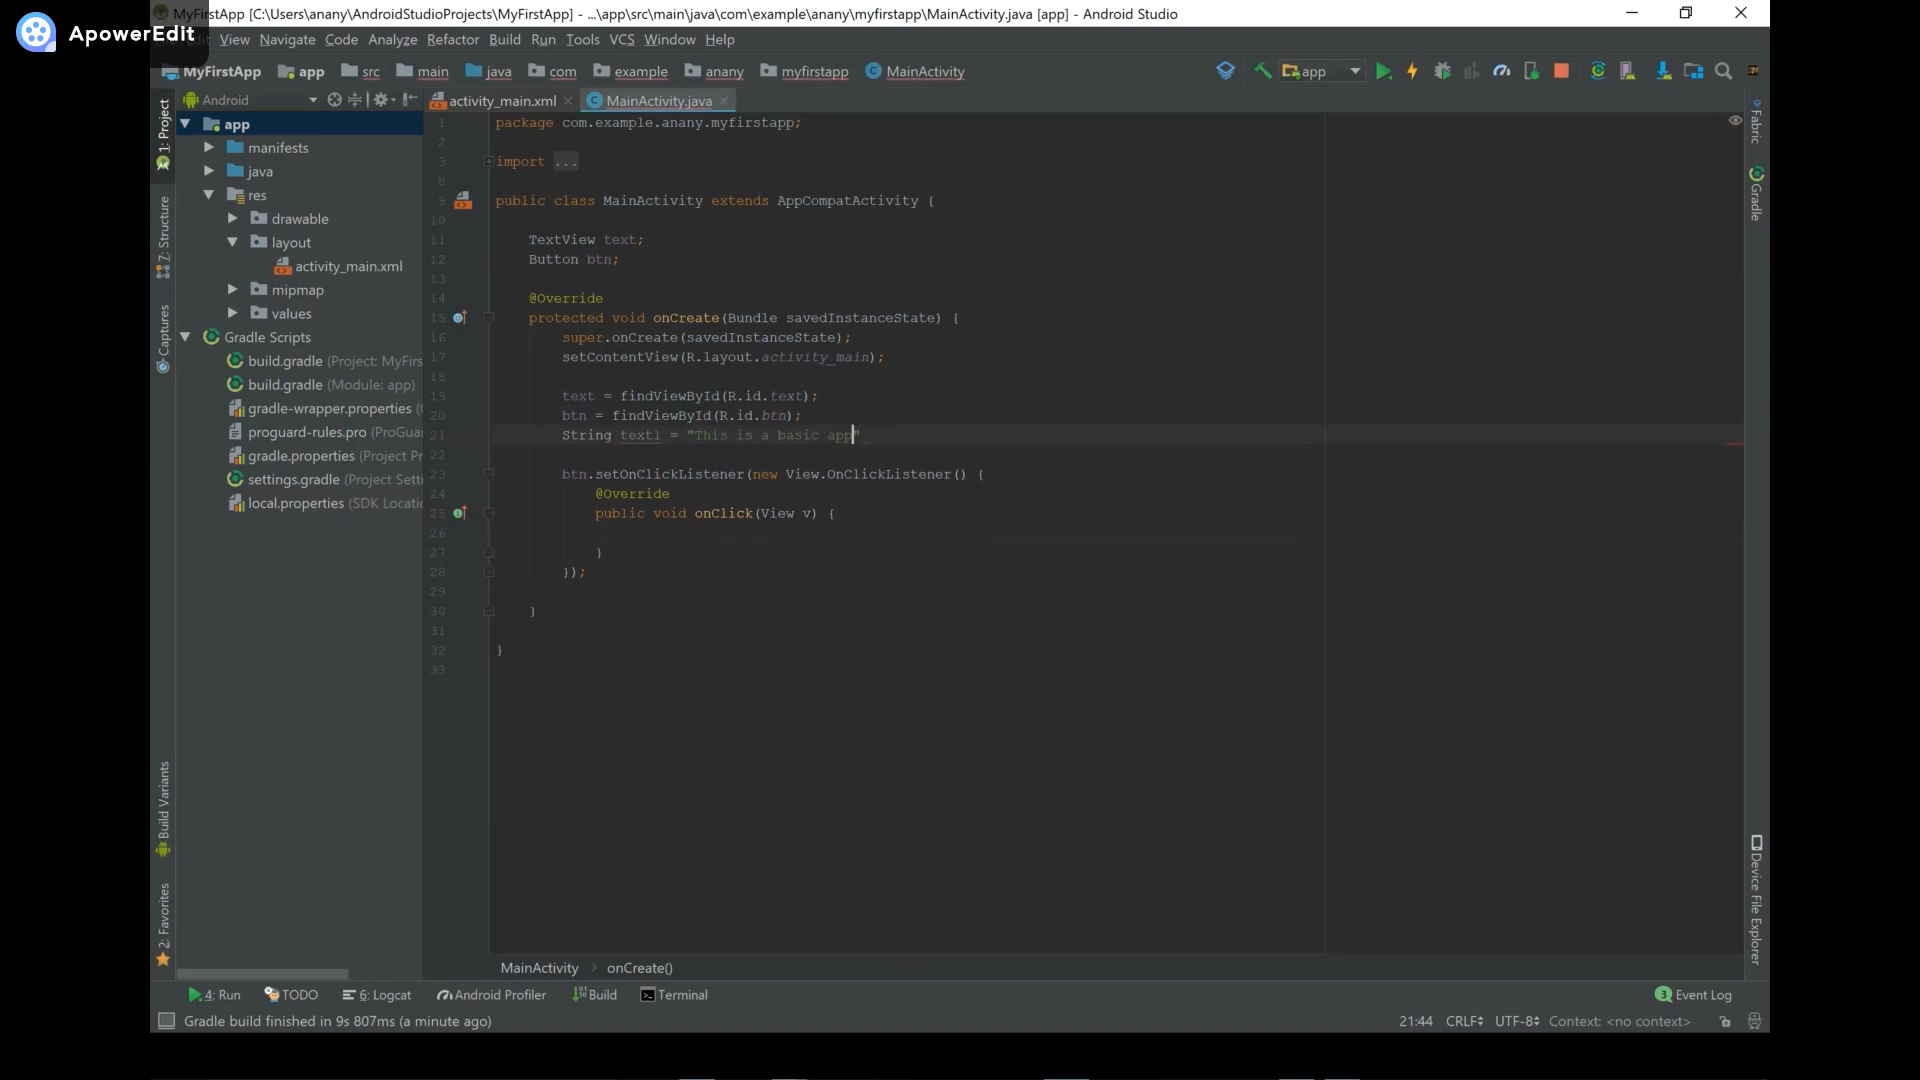 ApowerEdit
MyFirstApp [C:\Users\anany\AndroidStudioProjects\MyFirstApp] - ...\app\src\main\java\com\example\anany\myfirstapp\MainActivity.java [app] - Android Studio
View Navigate Code Analyze Refactor Build Run Tools VCS Window Help
MyFirstApp app src main java com example anany myfirstapp MainActivity app
Android activity_main.xml MainActivity.java
1: Project
7: Structure
Captures
Build Variants
2: Favorites
app
manifests
java
res
drawable
layout
activity_main.xml
mipmap
values
Gradle Scripts
build.gradle (Project: MyFirs
build.gradle (Module: app)
gradle-wrapper.properties (
proguard-rules.pro (ProGua
gradle.properties (Project Pr
settings.gradle (Project Setti
local.properties (SDK Locatic
1 package com.example.anany.myfirstapp;
2
3 import ...
8
9 public class MainActivity extends AppCompatActivity {
10
11 TextView text;
12 Button btn;
13
14 @Override
15 protected void onCreate(Bundle savedInstanceState) {
16 super.onCreate(savedInstanceState);
17 setContentView(R.layout.activity_main);
18
19 text = findViewById(R.id.text);
20 btn = findViewById(R.id.btn);
21 String text1 = "This is a basic app"
22
23 btn.setOnClickListener(new View.OnClickListener() {
24 @Override
25 public void onClick(View v) {
26
27 }
28 });
29
30 }
31
32 }
33
Fabric
Gradle
Device File Explorer
MainActivity onCreate()
4: Run TODO 6: Logcat Android Profiler Build Terminal 3 Event Log
Gradle build finished in 9s 807ms (a minute ago) 21:44 CRLF UTF-8 Context: <no context>